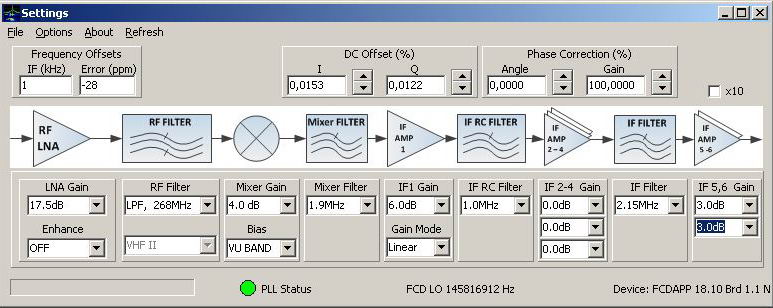 Settings
File Options About Refresh
Frequency Offsets
IF (kHz) Error (ppm)
1 -28
DC Offset (%)
I Q
0,0153 0,0122
Phase Correction (%)
Angle Gain
0,0000 100,0000
x10
RF LNA
RF FILTER
Mixer FILTER
IF AMP 1
IF RC FILTER
IF AMP 2-4
IF FILTER
IF AMP 5-6
LNA Gain RF Filter Mixer Gain Mixer Filter IF1 Gain IF RC Filter IF 2-4 Gain IF Filter IF 5,6 Gain
17.5dB LPF, 268MHz 4.0 dB 1.9MHz 6.0dB 1.0MHz 0.0dB 2.15MHz 3.0dB
Enhance Bias Gain Mode 0.0dB 3.0dB
OFF VHF II VU BAND Linear 0.0dB
PLL Status FCD LO 145816912 Hz Device: FCDAPP 18.10 Brd 1.1 N